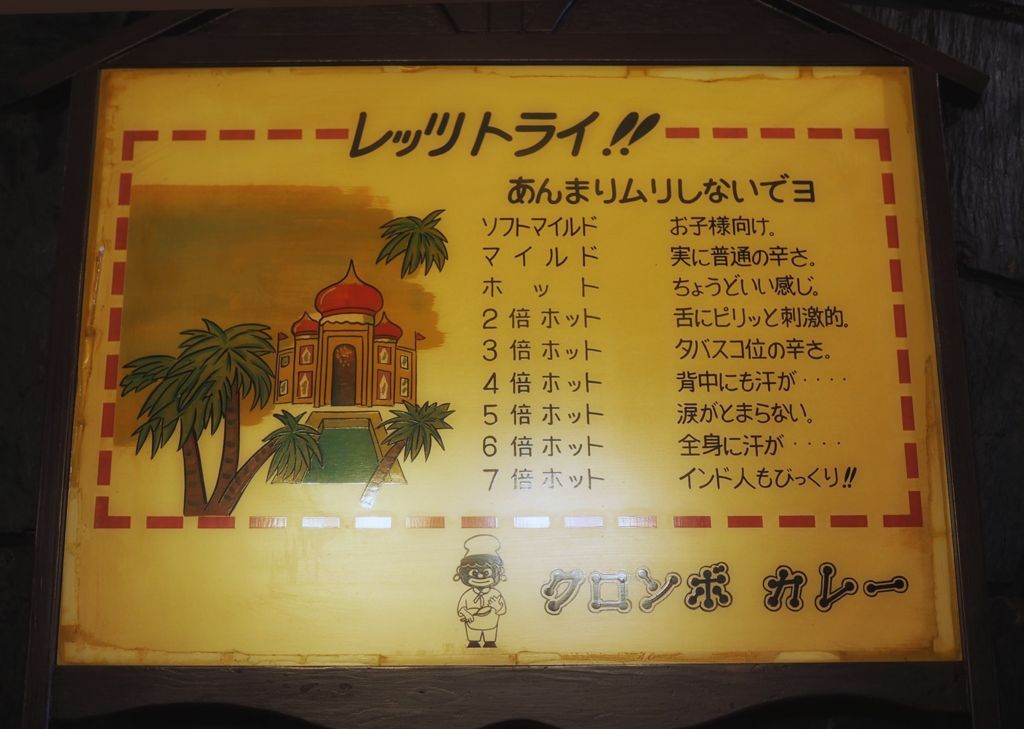 レッツトライ!!
あんまりムリしないでヨ
ソフトマイルド お子様向け。
マイルド 実に普通の辛さ。
ホット ちょうどいい感じ。
2倍ホット 舌にピリッと刺激的。
3倍ホット タバスコ位の辛さ。
4倍ホット 背中にも汗が‥‥
5倍ホット 涙がとまらない。
6倍ホット 全身に汗が‥‥
7倍ホット インド人もびっくり!!
クロンボ カレー